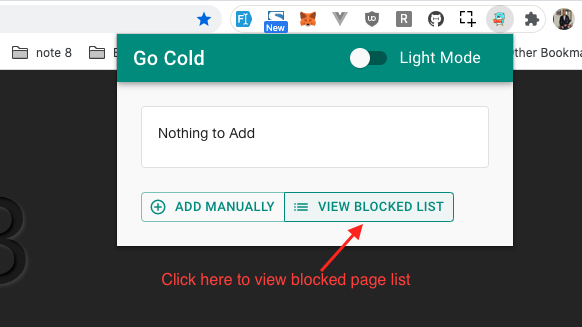 New
note 8
ther Bookma
Go Cold
Light Mode
Nothing to Add
ADD MANUALLY
VIEW BLOCKED LIST
Click here to view blocked page list